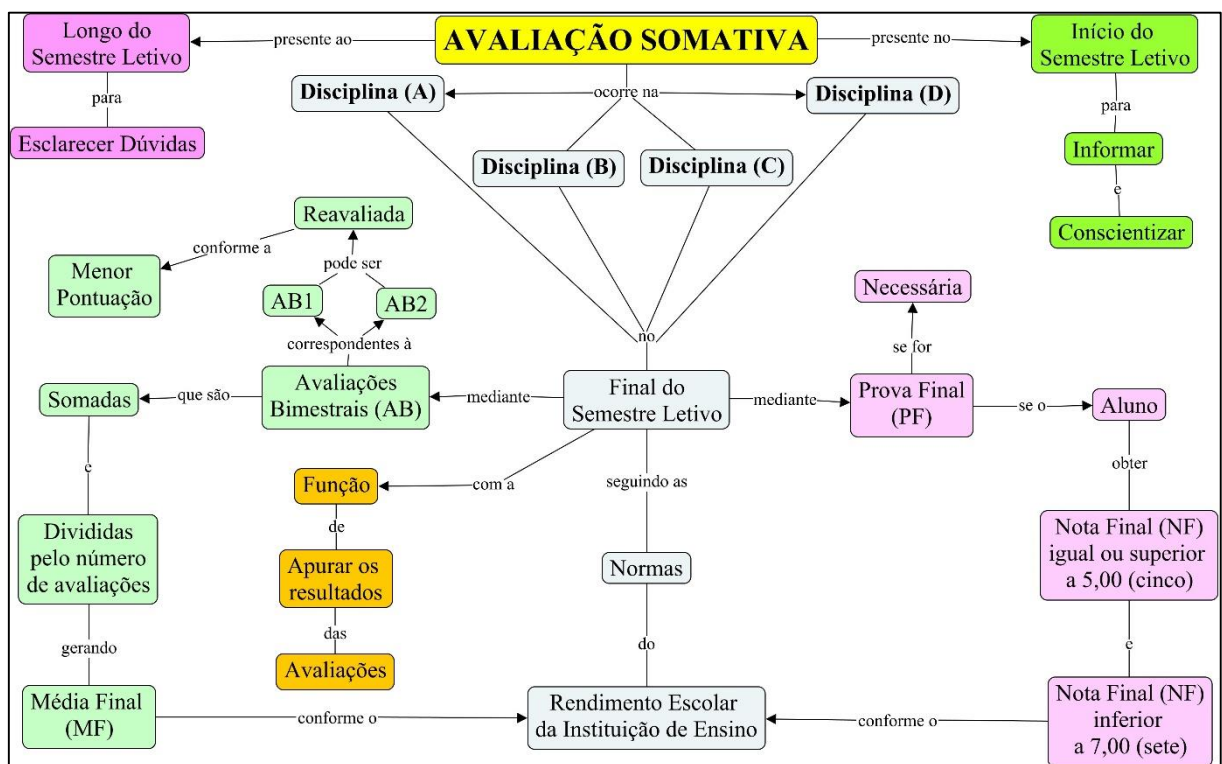 Longo do
Semestre Letivo
presente ao
AVALIAÇÃO SOMATIVA
presente no
Início do
Semestre Letivo
para
Esclarecer Dúvidas
Disciplina (A)
ocorre na
Disciplina (D)
para
Informar
Disciplina (B)
Disciplina (C)
e
Conscientizar
Reavaliada
conforme a
Menor
Pontuação
pode ser
AB1
AB2
correspondentes à
no
Necessária
se for
Somadas
que são
Avaliações
Bimestrais (AB)
mediante
Final do
Semestre Letivo
mediante
Prova Final
(PF)
se o
Aluno
e
Função
com a
seguindo as
obter
de
Divididas
pelo número
de avaliações
Apurar os
resultados
Normas
Nota Final (NF)
igual ou superior
a 5,00 (cinco)
gerando
das
do
e
Avaliações
Média Final
(MF)
conforme o
Rendimento Escolar
da Instituição de Ensino
conforme o
Nota Final (NF)
inferior
a 7,00 (sete)